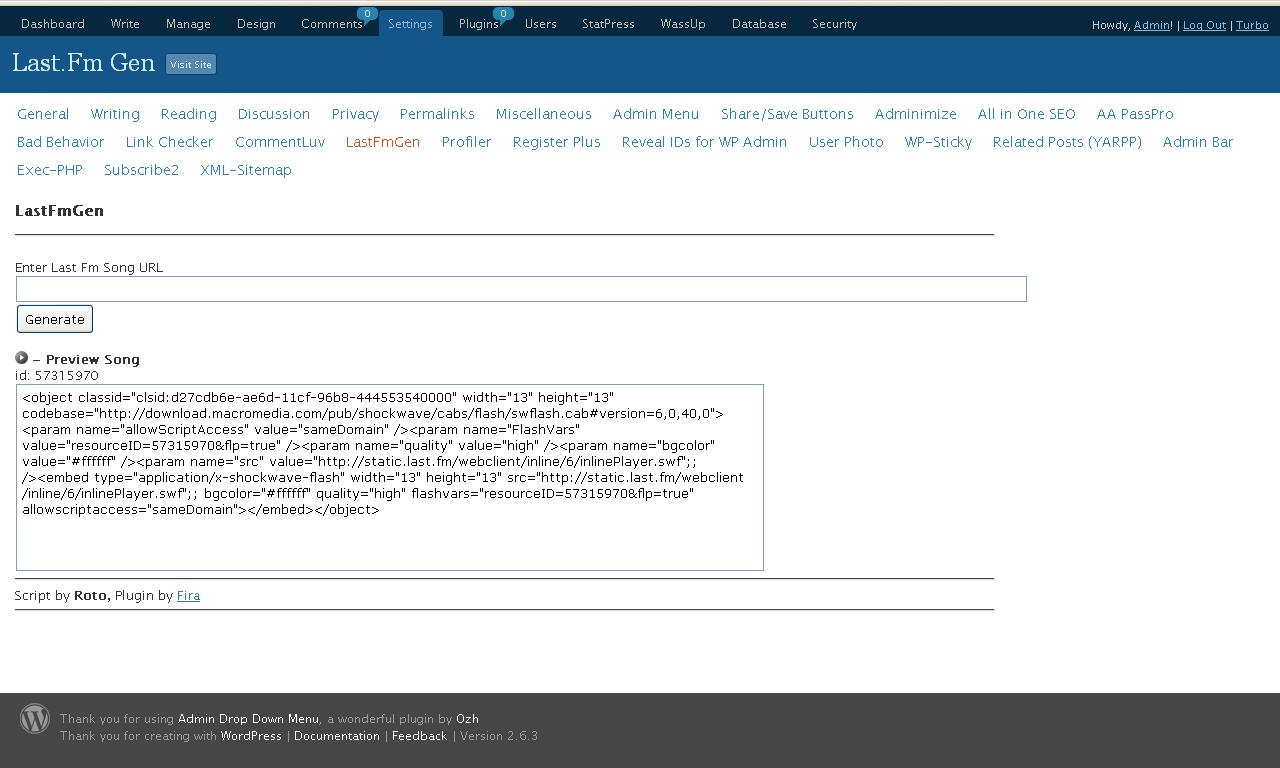 Dashboard Write Manage Design Comments 0 Settings Plugins 0 Users StatPress WassUp Database Security Howdy, Admin! | Log Out | Turbo
Last.Fm Gen Visit Site
General Writing Reading Discussion Privacy Permalinks Miscellaneous Admin Menu Share/Save Buttons Adminimize All in One SEO AA PassPro
Bad Behavior Link Checker CommentLuv LastFmGen Profiler Register Plus Reveal IDs for WP Admin User Photo WP-Sticky Related Posts (YARPP) Admin Bar
Exec-PHP Subscribe2 XML-Sitemap
LastFmGen
Enter Last Fm Song URL
Generate
– Preview Song
id: 57315970
<object classid="clsid:d27cdb6e-ae6d-11cf-96b8-444553540000" width="13" height="13"
codebase="http://download.macromedia.com/pub/shockwave/cabs/flash/swflash.cab#version=6,0,40,0">
<param name="allowScriptAccess" value="sameDomain" /><param name="FlashVars"
value="resourceID=57315970&flp=true" /><param name="quality" value="high" /><param name="bgcolor"
value="#ffffff" /><param name="src" value="http://static.last.fm/webclient/inline/6/inlinePlayer.swf";;
/><embed type="application/x-shockwave-flash" width="13" height="13" src="http://static.last.fm/webclient
/inline/6/inlinePlayer.swf";; bgcolor="#ffffff" quality="high" flashvars="resourceID=57315970&flp=true"
allowscriptaccess="sameDomain"></embed></object>
Script by Roto, Plugin by Fira
Thank you for using Admin Drop Down Menu, a wonderful plugin by Ozh
Thank you for creating with WordPress | Documentation | Feedback | Version 2.6.3